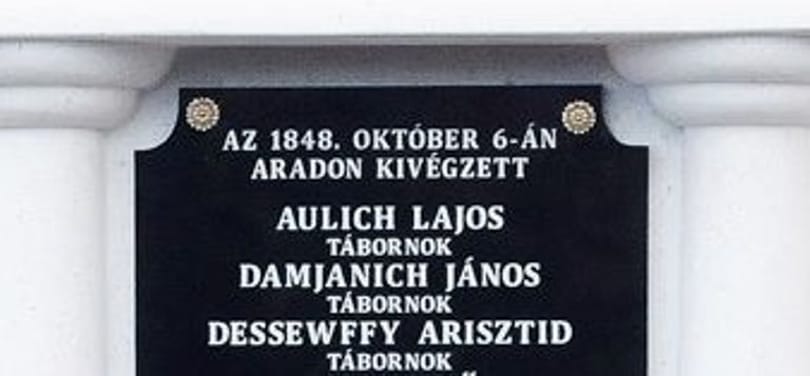 AZ 1848. OKTÓBER 6-ÁN
ARADON KIVÉGZETT
AULICH LAJOS
TÁBORNOK
DAMJANICH JÁNOS
TÁBORNOK
DESSEWFFY ARISZTID
TÁBORNOK